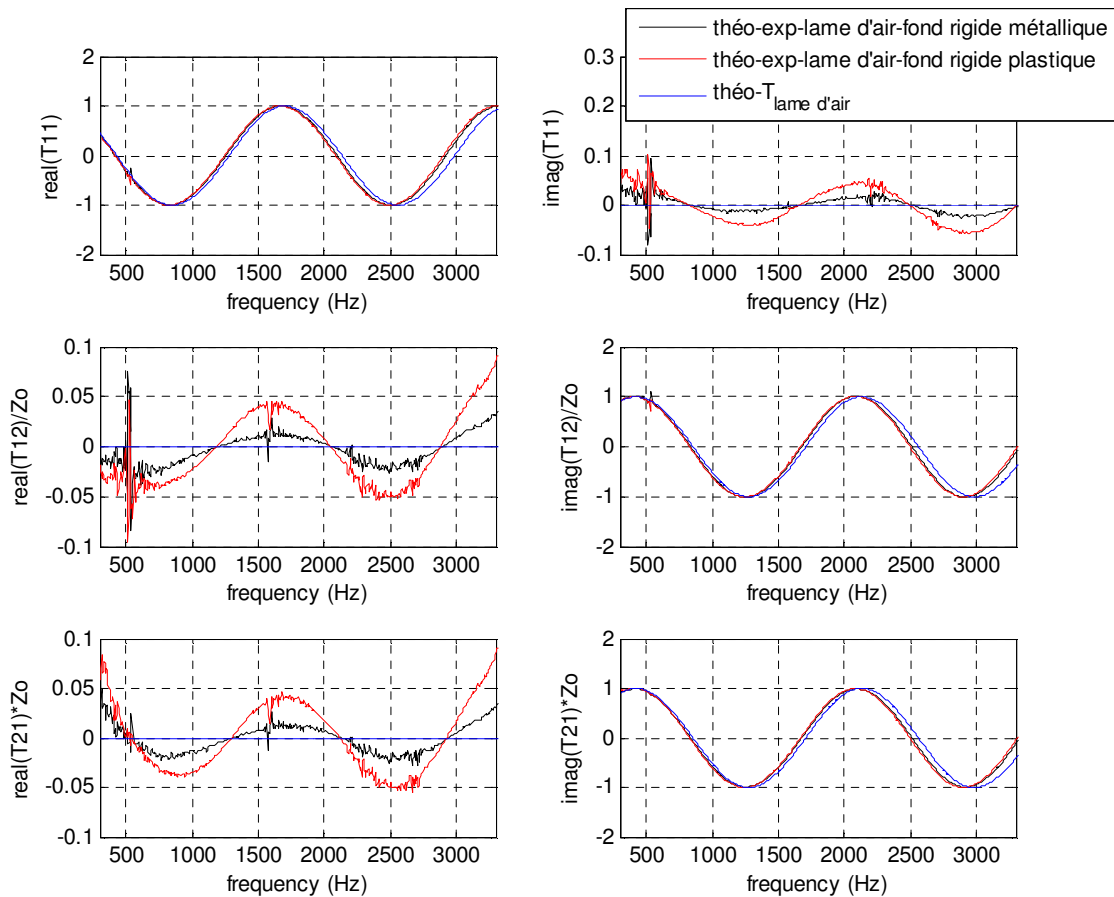 théo-exp-lame d'air-fond rigide métallique
théo-exp-lame d'air-fond rigide plastique
théo-T lame d'air
2
1
0
-1
-2
real(T11)
500 1000 1500 2000 2500 3000
frequency (Hz)
0.3
0.2
0.1
0
-0.1
imag(T11)
500 1000 1500 2000 2500 3000
frequency (Hz)
0.1
0.05
0
-0.05
-0.1
real(T12)/Zo
500 1000 1500 2000 2500 3000
frequency (Hz)
2
1
0
-1
-2
imag(T12)/Zo
500 1000 1500 2000 2500 3000
frequency (Hz)
0.1
0.05
0
-0.05
-0.1
real(T21)*Zo
500 1000 1500 2000 2500 3000
frequency (Hz)
2
1
0
-1
-2
imag(T21)*Zo
500 1000 1500 2000 2500 3000
frequency (Hz)